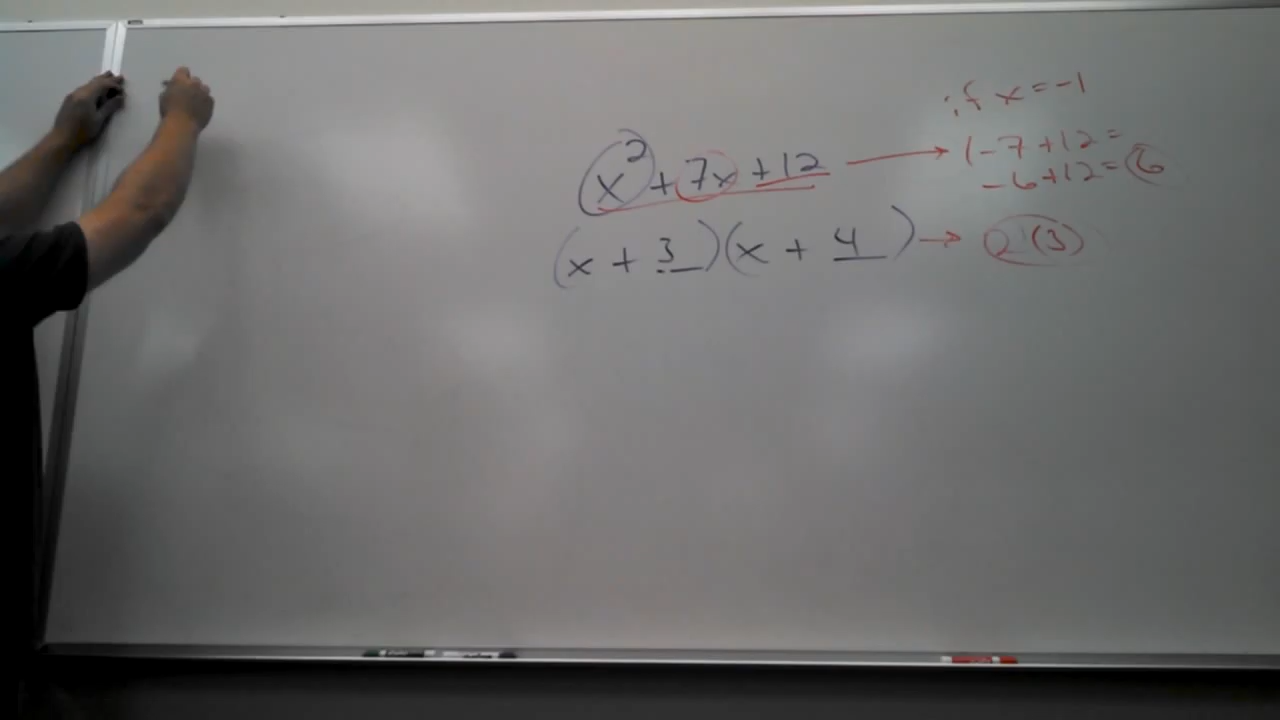 if x = -1
x² + 7x + 12 → 1 - 7 + 12 =
-6 + 12 = 6
(x + 3)(x + 4) → 2(3)